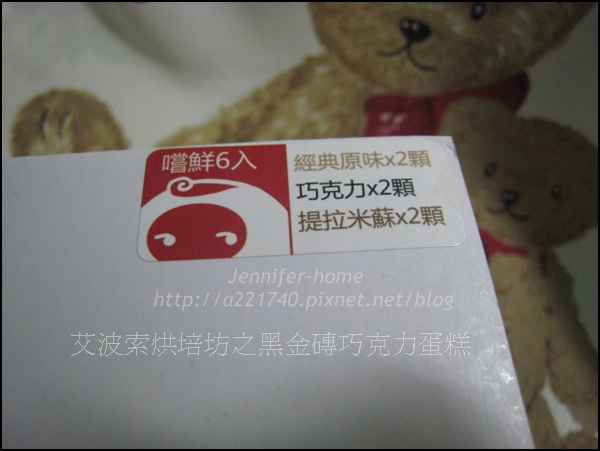 嚐鮮6入
經典原味x2顆
巧克力x2顆
提拉米蘇x2顆
Jennifer-home
http://a221740.pixnet.net/blog
艾波索烘培坊之黑金磚巧克力蛋糕